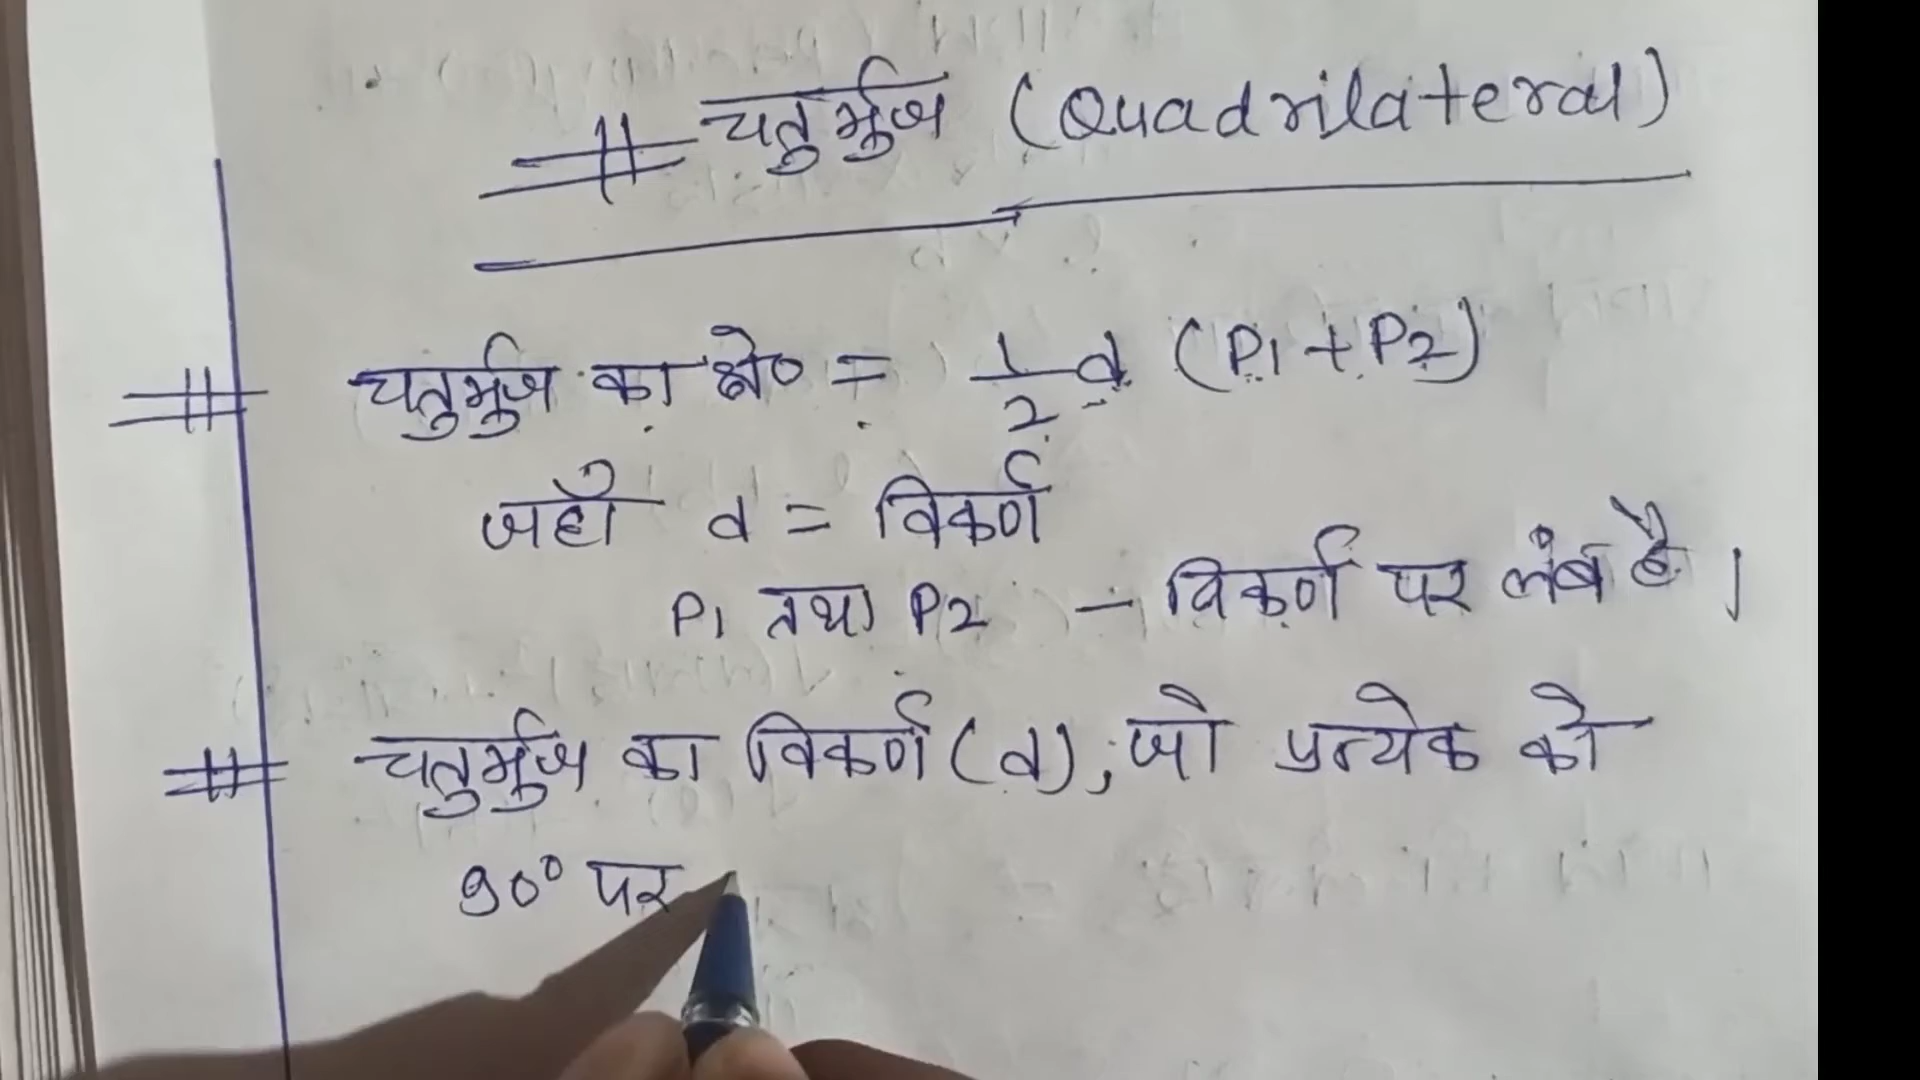 # चतुर्भुज (Quadrilateral)
# चतुर्भुज का क्षे० = 1/2 d (P1 + P2)
जहाँ d = विकर्ण
P1 तथा P2 - विकर्ण पर लंब है।
# चतुर्भुज का विकर्ण (d), जो प्रत्येक को
90° पर